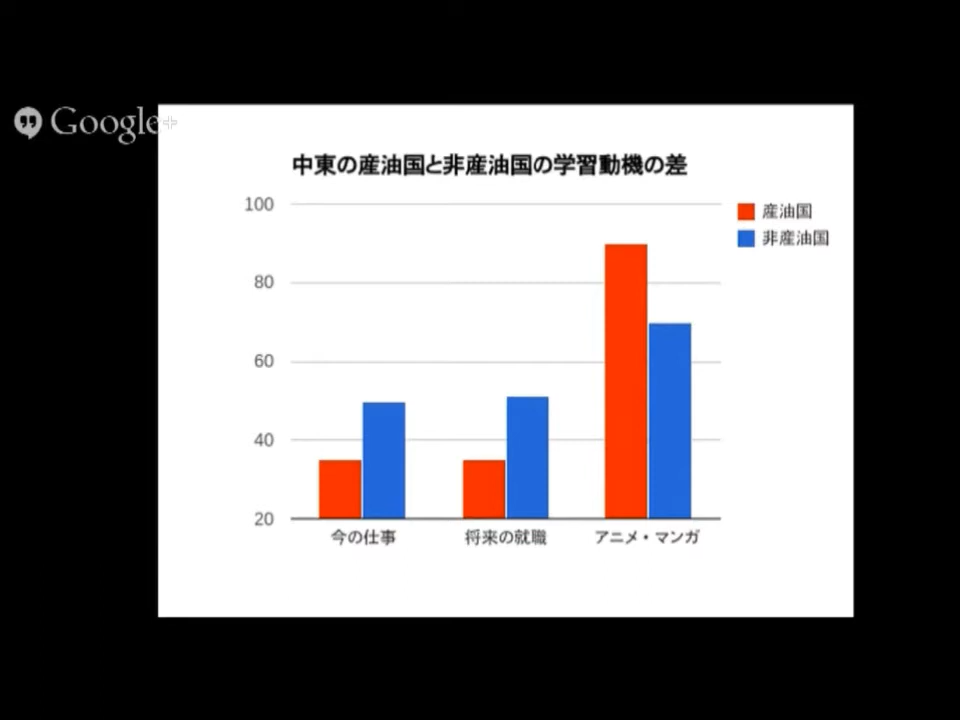 Google+
中東の産油国と非産油国の学習動機の差
100
80
60
40
20
産油国
非産油国
今の仕事
将来の就職
アニメ・マンガ